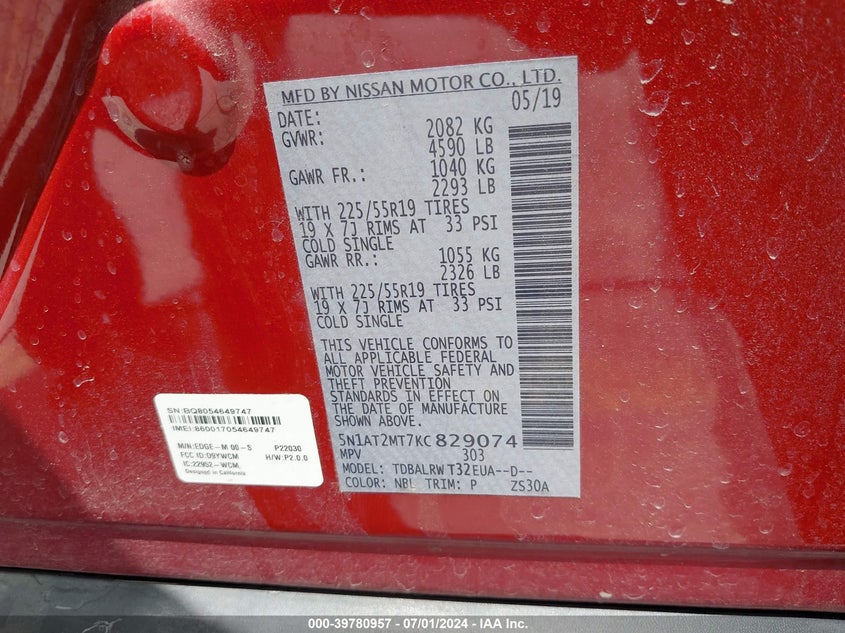 MFD BY NISSAN MOTOR CO., LTD.
DATE: 05/19
GVWR: 2082 KG
4590 LB
GAWR FR.: 1040 KG
2293 LB
WITH 225/55R19 TIRES
19 X 7J RIMS AT 33 PSI
COLD SINGLE
GAWR RR.: 1055 KG
2326 LB
WITH 225/55R19 TIRES
19 X 7J RIMS AT 33 PSI
COLD SINGLE
THIS VEHICLE CONFORMS TO
ALL APPLICABLE FEDERAL
MOTOR VEHICLE SAFETY AND
THEFT PREVENTION
STANDARDS IN EFFECT ON
THE DATE OF MANUFACTURE
SHOWN ABOVE.
5N1AT2MT7KC 829074
MPV 303
MODEL: TDBALRW T32EUA--D--
COLOR: NBL TRIM: P ZS30A
SN:BQ8054649747
IMEI:860017054649747
M/N:EDGE-M 00-S P22030
FCC ID:O9YWCM H/W:P2.0.0
IC:22952-WCM
Designed in California
000-39780957 - 07/01/2024 - IAA Inc.